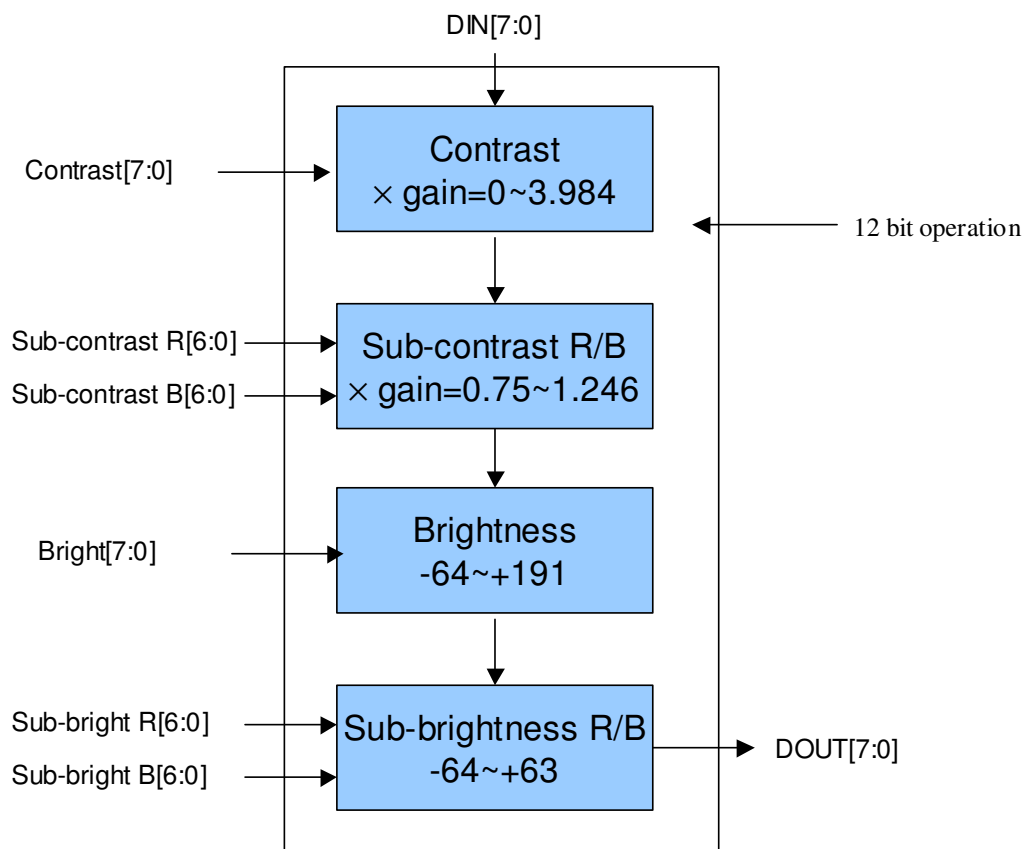 DIN[7:0]
Contrast[7:0]
Contrast
× gain=0~3.984
12 bit operation
Sub-contrast R[6:0]
Sub-contrast B[6:0]
Sub-contrast R/B
× gain=0.75~1.246
Bright[7:0]
Brightness
-64~+191
Sub-bright R[6:0]
Sub-bright B[6:0]
Sub-brightness R/B
-64~+63
DOUT[7:0]